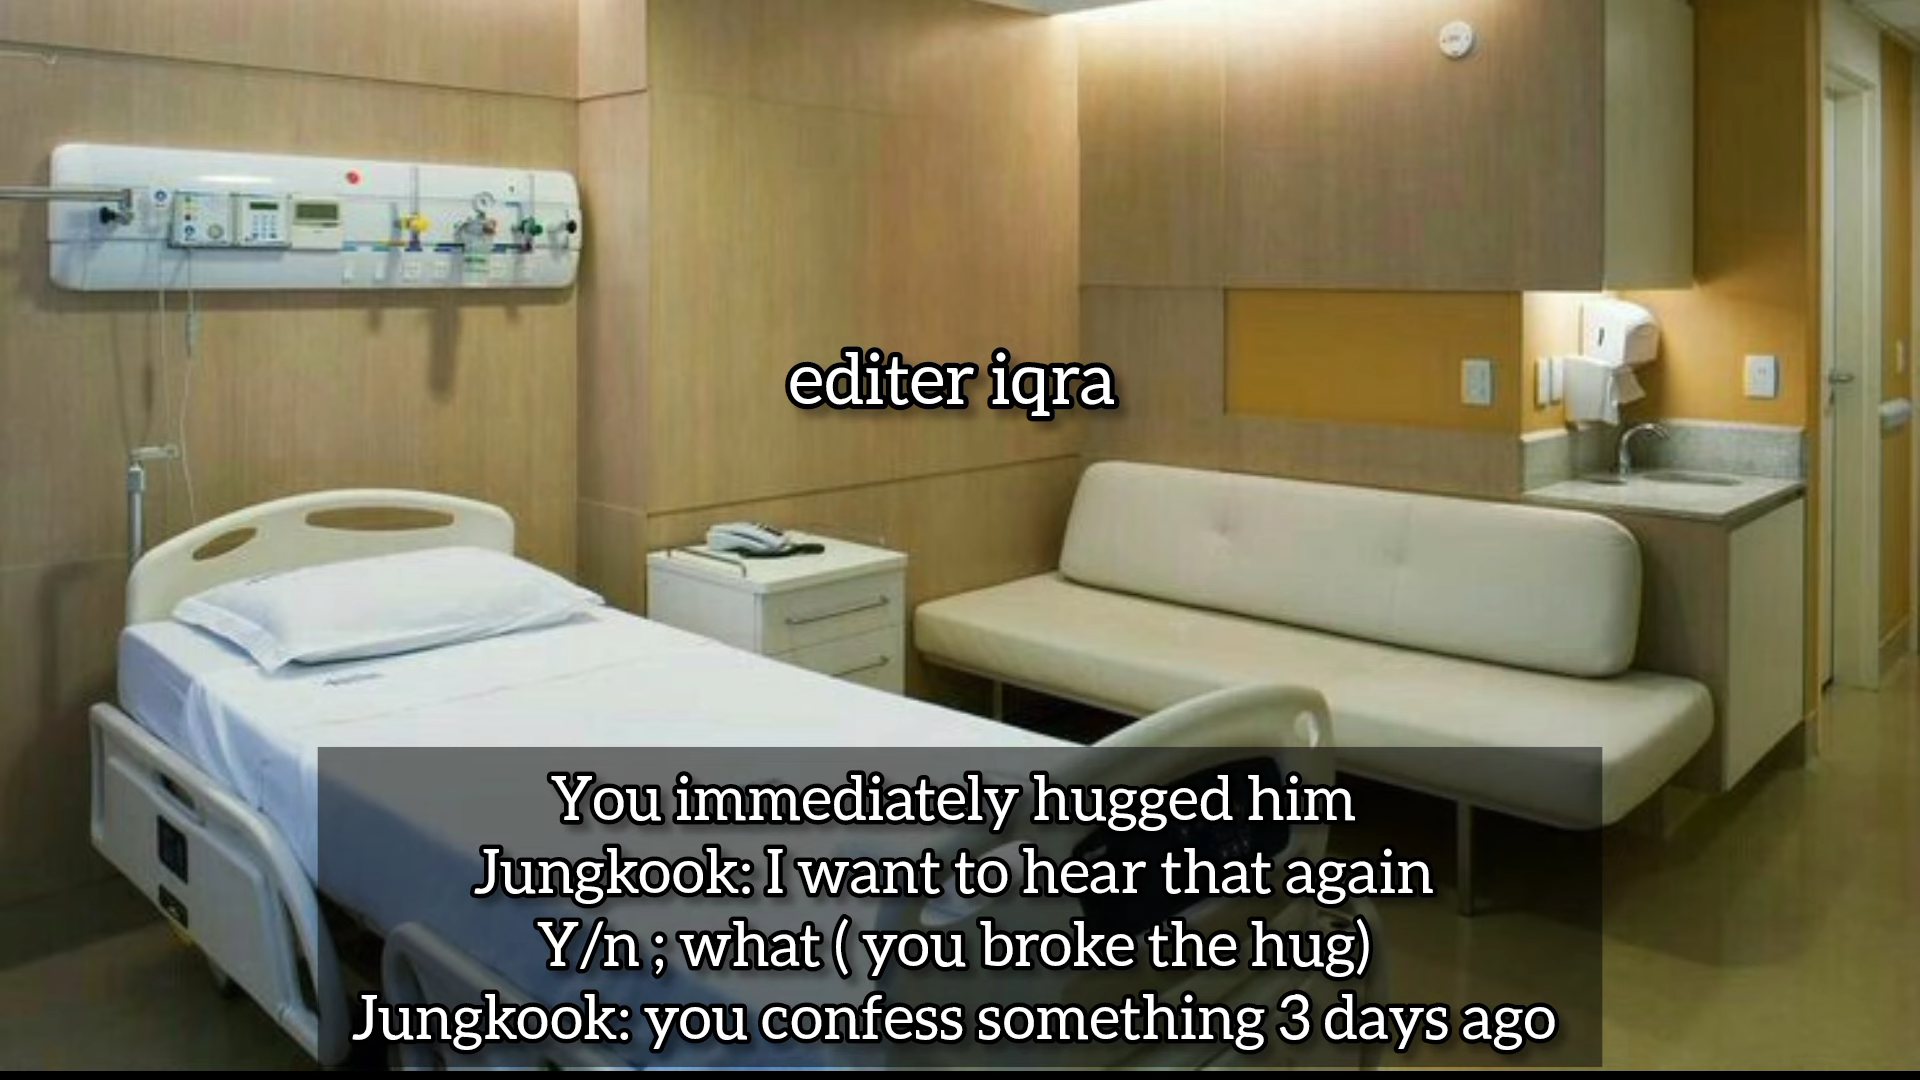 editer iqra
You immediately hugged him
Jungkook: I want to hear that again
Y/n ; what ( you broke the hug)
Jungkook: you confess something 3 days ago